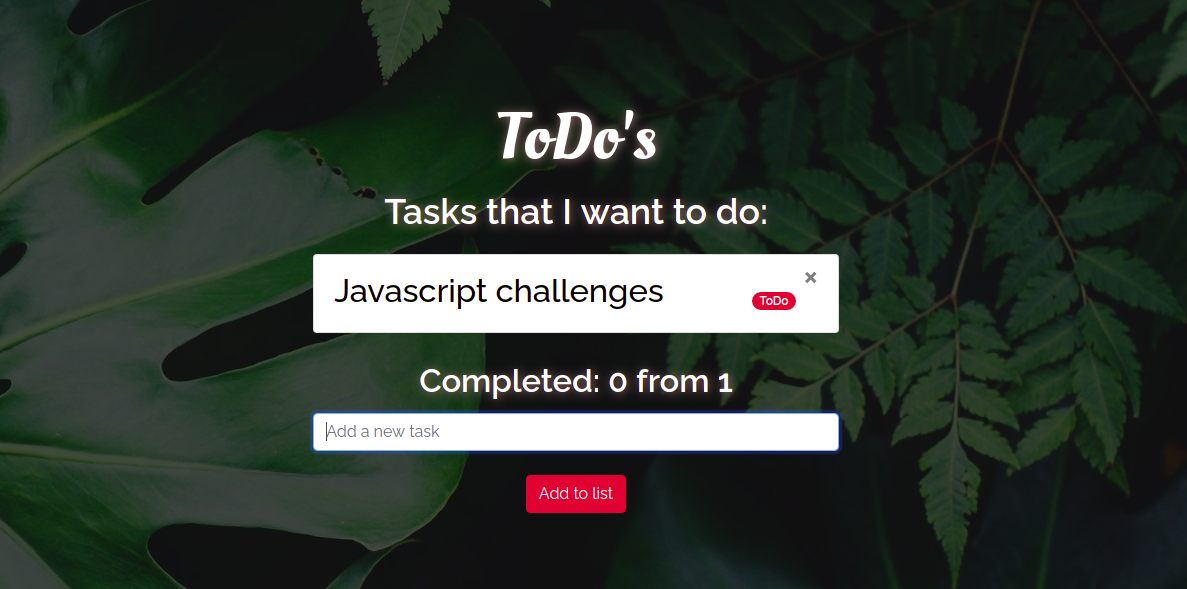 ToDo's
Tasks that I want to do:
Javascript challenges
×
ToDo
Completed: 0 from 1
Add a new task
Add to list